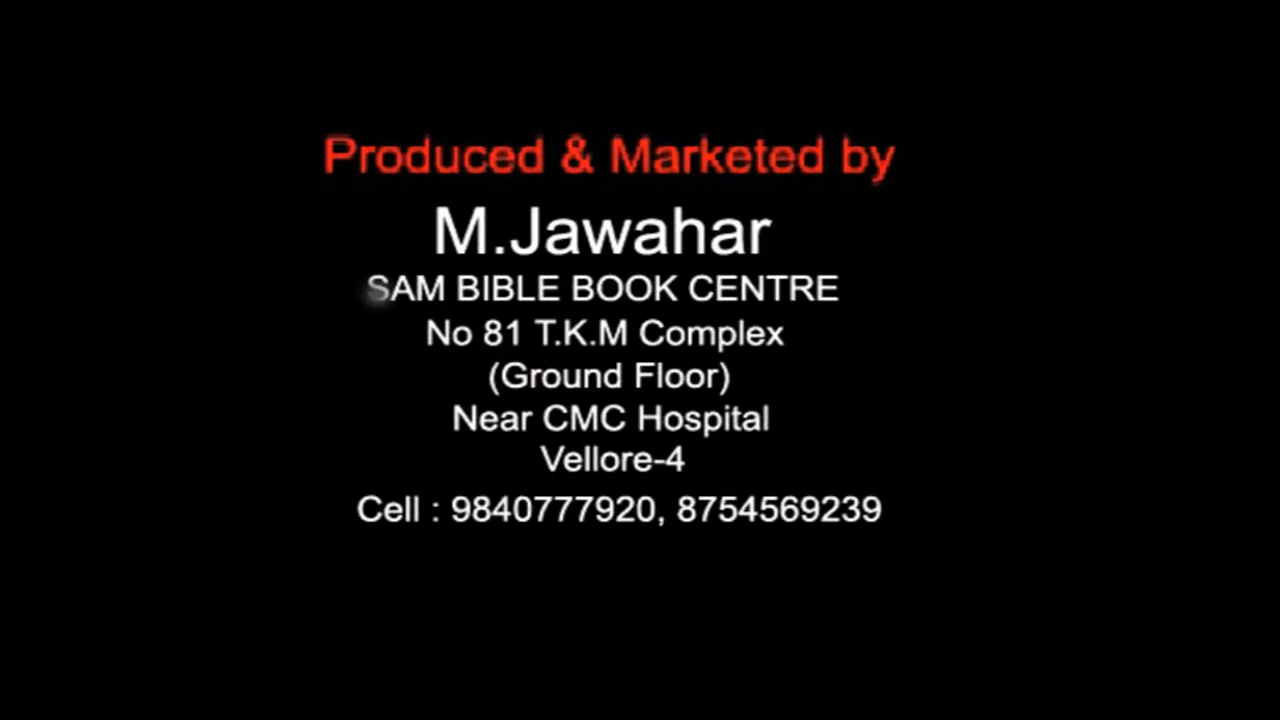 Produced & Marketed by
M.Jawahar
SAM BIBLE BOOK CENTRE
No 81 T.K.M Complex
(Ground Floor)
Near CMC Hospital
Vellore-4
Cell : 9840777920, 8754569239